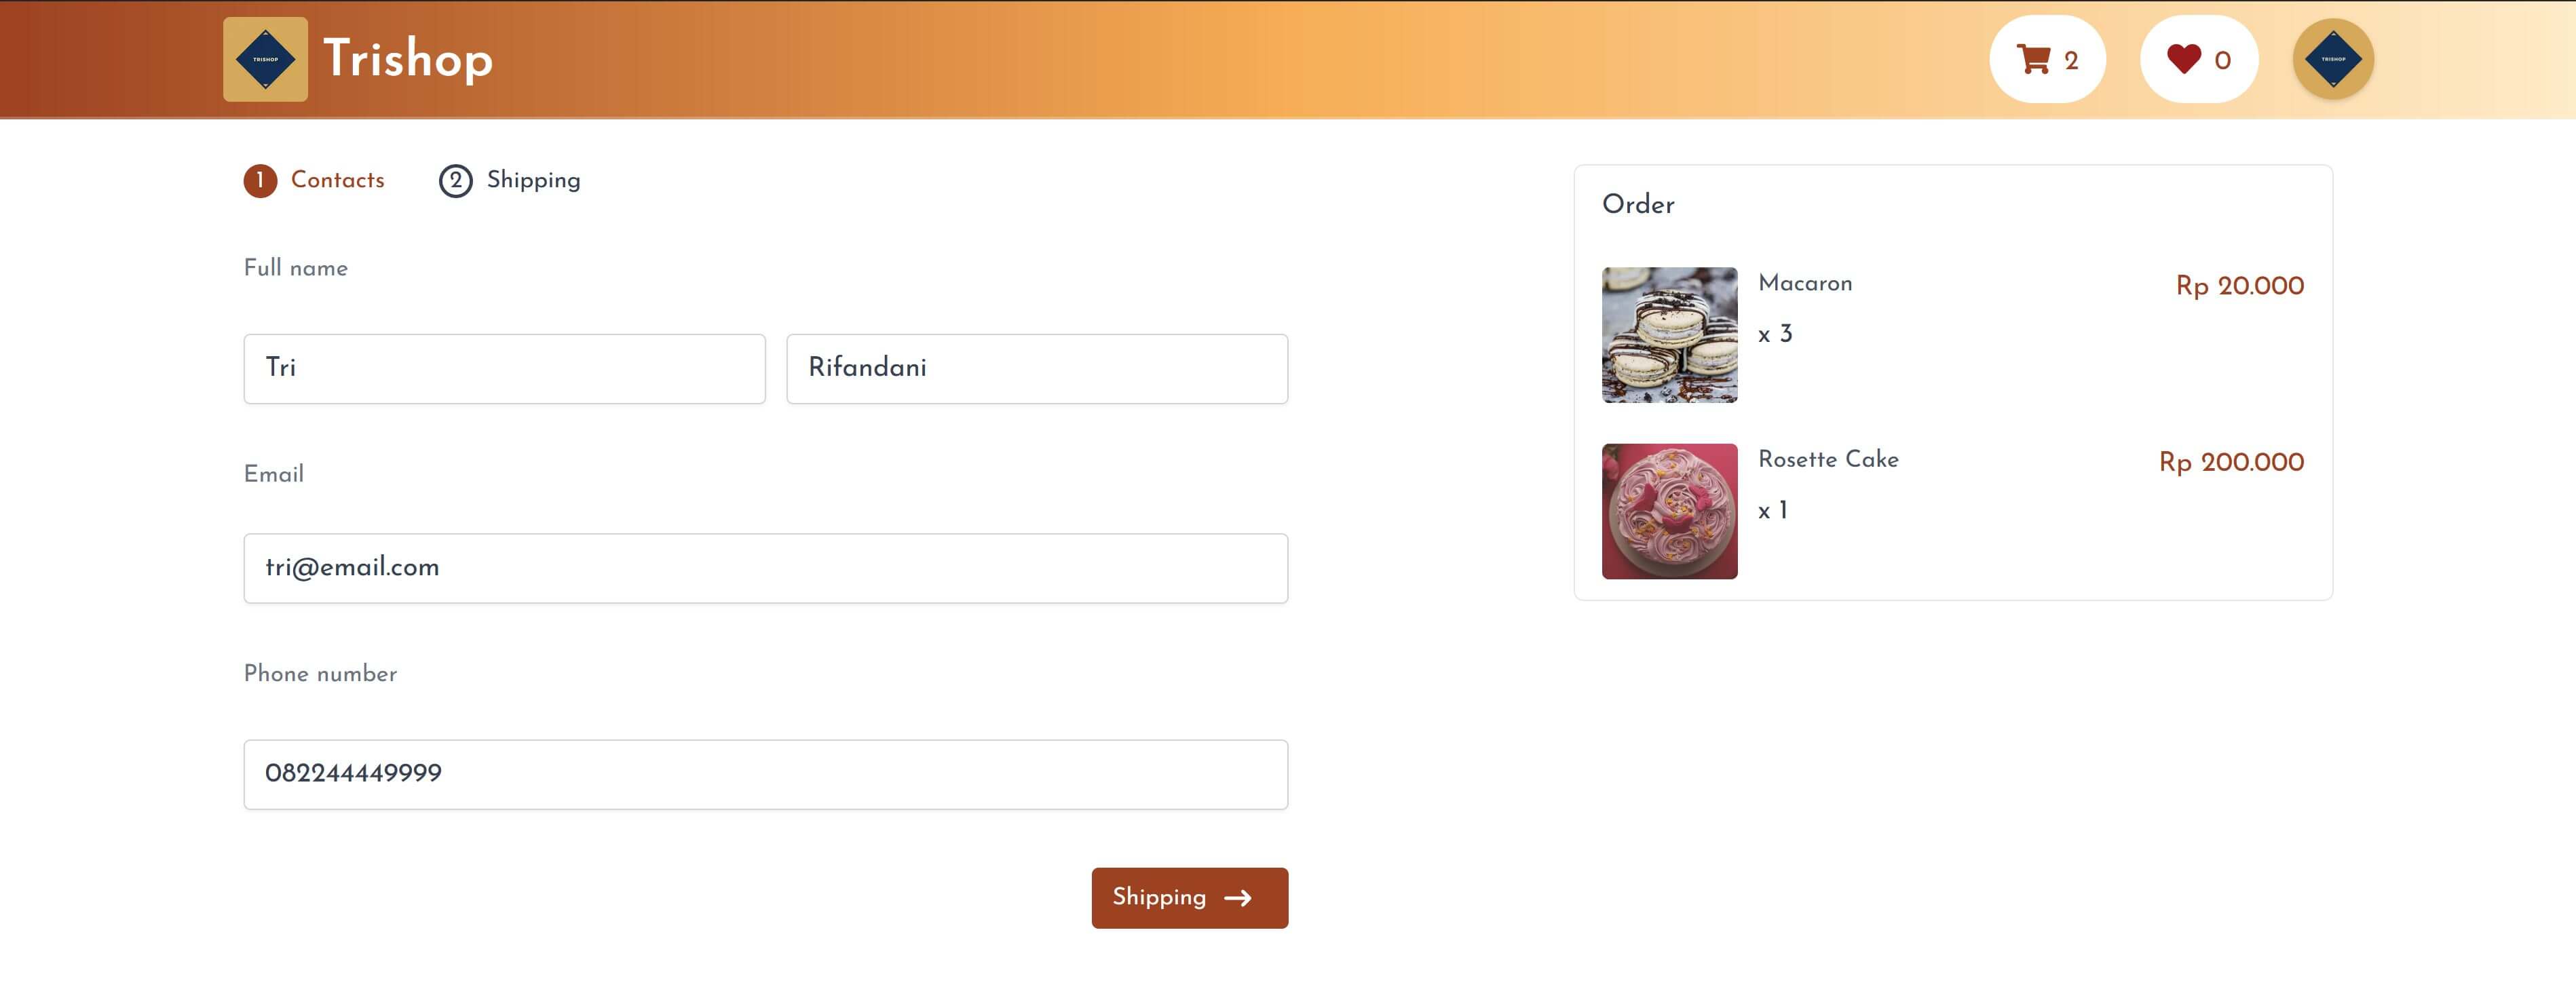 TRISHOP
Trishop
2
0
TRISHOP
1 Contacts
2 Shipping
Full name
Tri
Rifandani
Email
tri@email.com
Phone number
082244449999
Shipping →
Order
Macaron
Rp 20.000
x 3
Rosette Cake
Rp 200.000
x 1